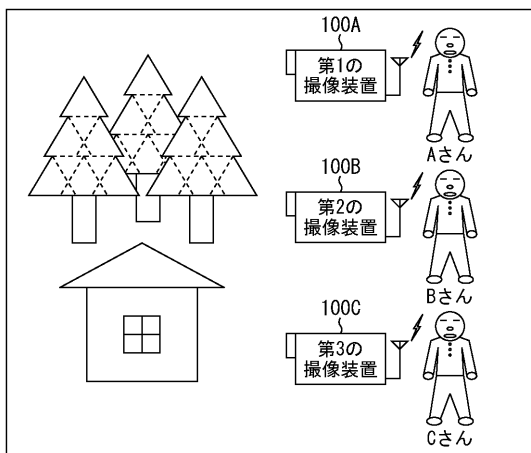 100A
第1の
撮像装置
Aさん
100B
第2の
撮像装置
Bさん
100C
第3の
撮像装置
Cさん